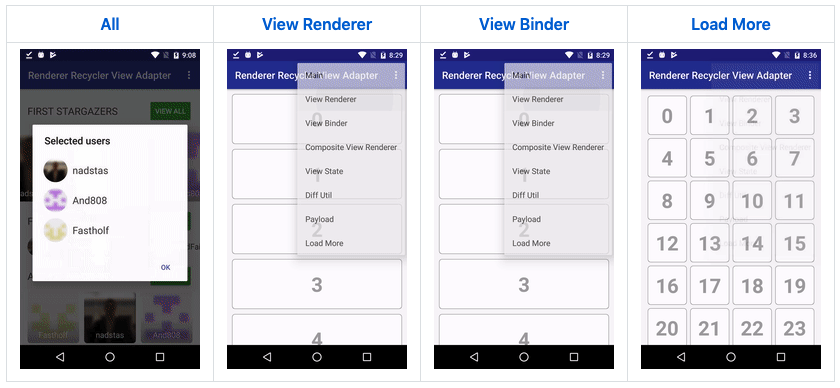 All
View Renderer
View Binder
Load More
9:08
Renderer Recycler View Adapter
FIRST STARGAZERS
VIEW ALL
Selected users
nadstas
And808
Fastholf
OK
Fastholf
nadstas
And808
8:29
Renderer Recycler View Adapter
Main
View Renderer
View Binder
Composite View Renderer
View State
Diff Util
Payload
Load More
0
1
2
3
4
8:29
Renderer Recycler View Adapter
Main
View Renderer
View Binder
Composite View Renderer
View State
Diff Util
Payload
Load More
0
1
2
3
4
8:36
Renderer Recycler View Adapter
0 1 2 3
4 5 6 7
8 9 10 11
12 13 14 15
16 17 18 19
20 21 22 23